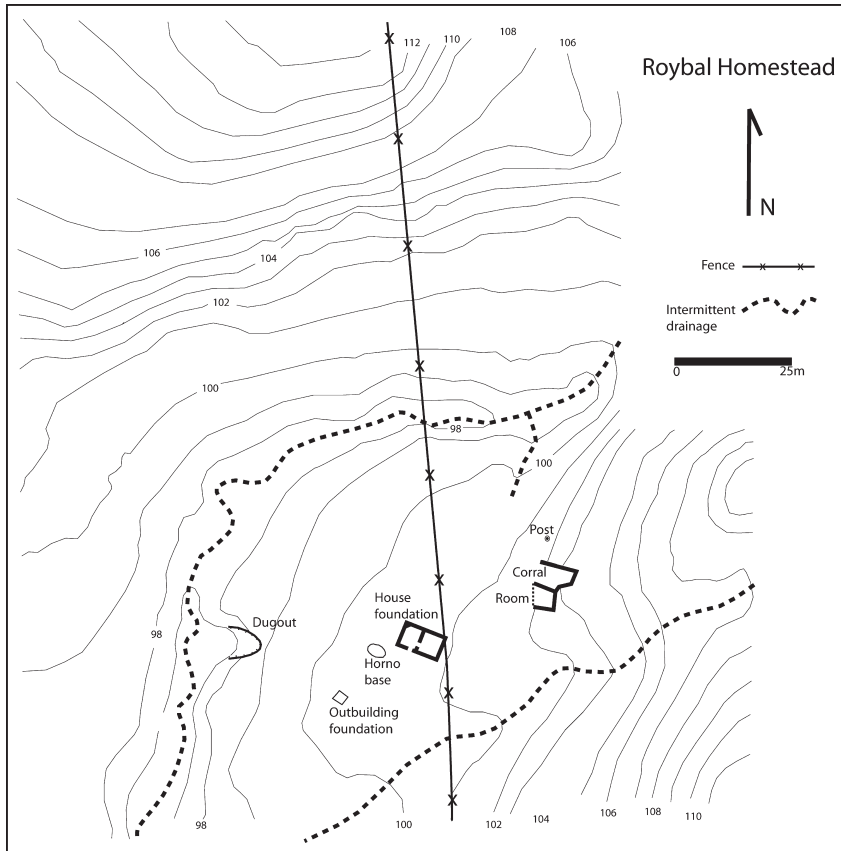 112
110
108
106
Roybal Homestead
N
106
104
102
Fence
Intermittent
drainage
0
25m
100
98
100
Post
Corral
Room
House
foundation
Dugout
98
Horno
base
Outbuilding
foundation
98
100
102
104
106
108
110